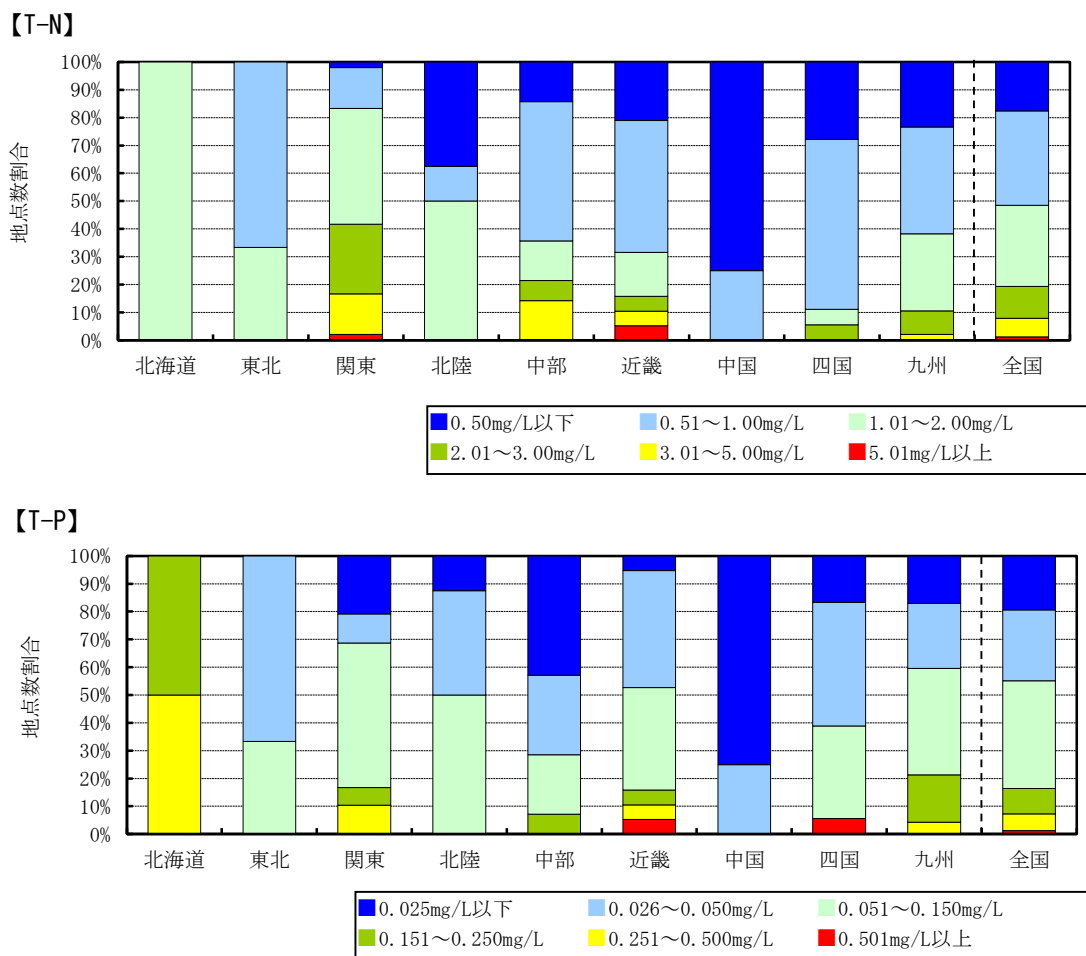 【T-N】
100%
90%
80%
70%
60%
50%
40%
30%
20%
10%
0%
地点数割合
北海道 東北 関東 北陸 中部 近畿 中国 四国 九州 全国
0.50mg/L以下 0.51～1.00mg/L 1.01～2.00mg/L
2.01～3.00mg/L 3.01～5.00mg/L 5.01mg/L以上
【T-P】
100%
90%
80%
70%
60%
50%
40%
30%
20%
10%
0%
地点数割合
北海道 東北 関東 北陸 中部 近畿 中国 四国 九州 全国
0.025mg/L以下 0.026～0.050mg/L 0.051～0.150mg/L
0.151～0.250mg/L 0.251～0.500mg/L 0.501mg/L以上